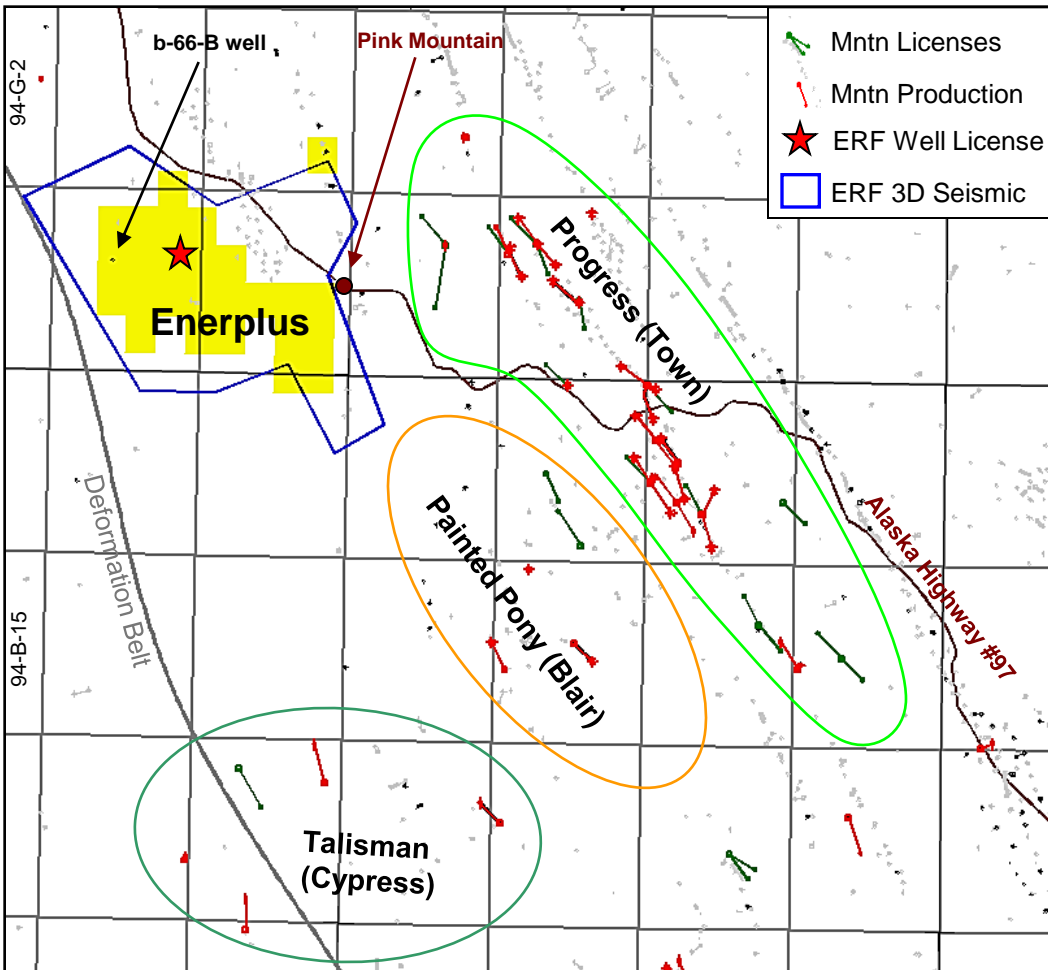 94-G-2
b-66-B well
Pink Mountain
Mntn Licenses
Mntn Production
ERF Well License
ERF 3D Seismic
Enerplus
Progress (Town)
Painted Pony (Blair)
Alaska Highway #97
Deformation Belt
94-B-15
Talisman
(Cypress)